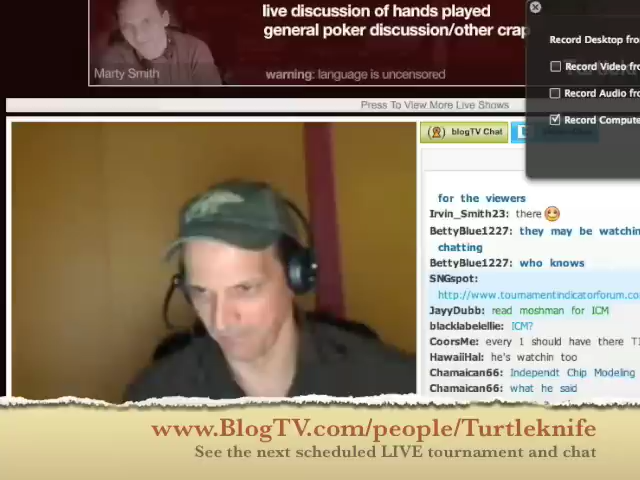 live discussion of hands played
general poker discussion/other crap
Marty Smith
warning: language is uncensored
Record Desktop fro
Record Video fro
Record Audio fro
Record Compute
Press To View More Live Shows
blogTV Chat
for the viewers
Irvin_Smith23: there
BettyBlue1227: they may be watchin
chatting
BettyBlue1227: who knows
SNGspot:
http://www.tournamentindicatorforum.co
JayyDubb: read moshman for ICM
blacklabelellie: ICM?
CoorsMe: every 1 should have there TI
HawaiiHal: he's watchin too
Chamaican66: Independt Chip Modeling
Chamaican66: what he said
www.BlogTV.com/people/Turtleknife
See the next scheduled LIVE tournament and chat